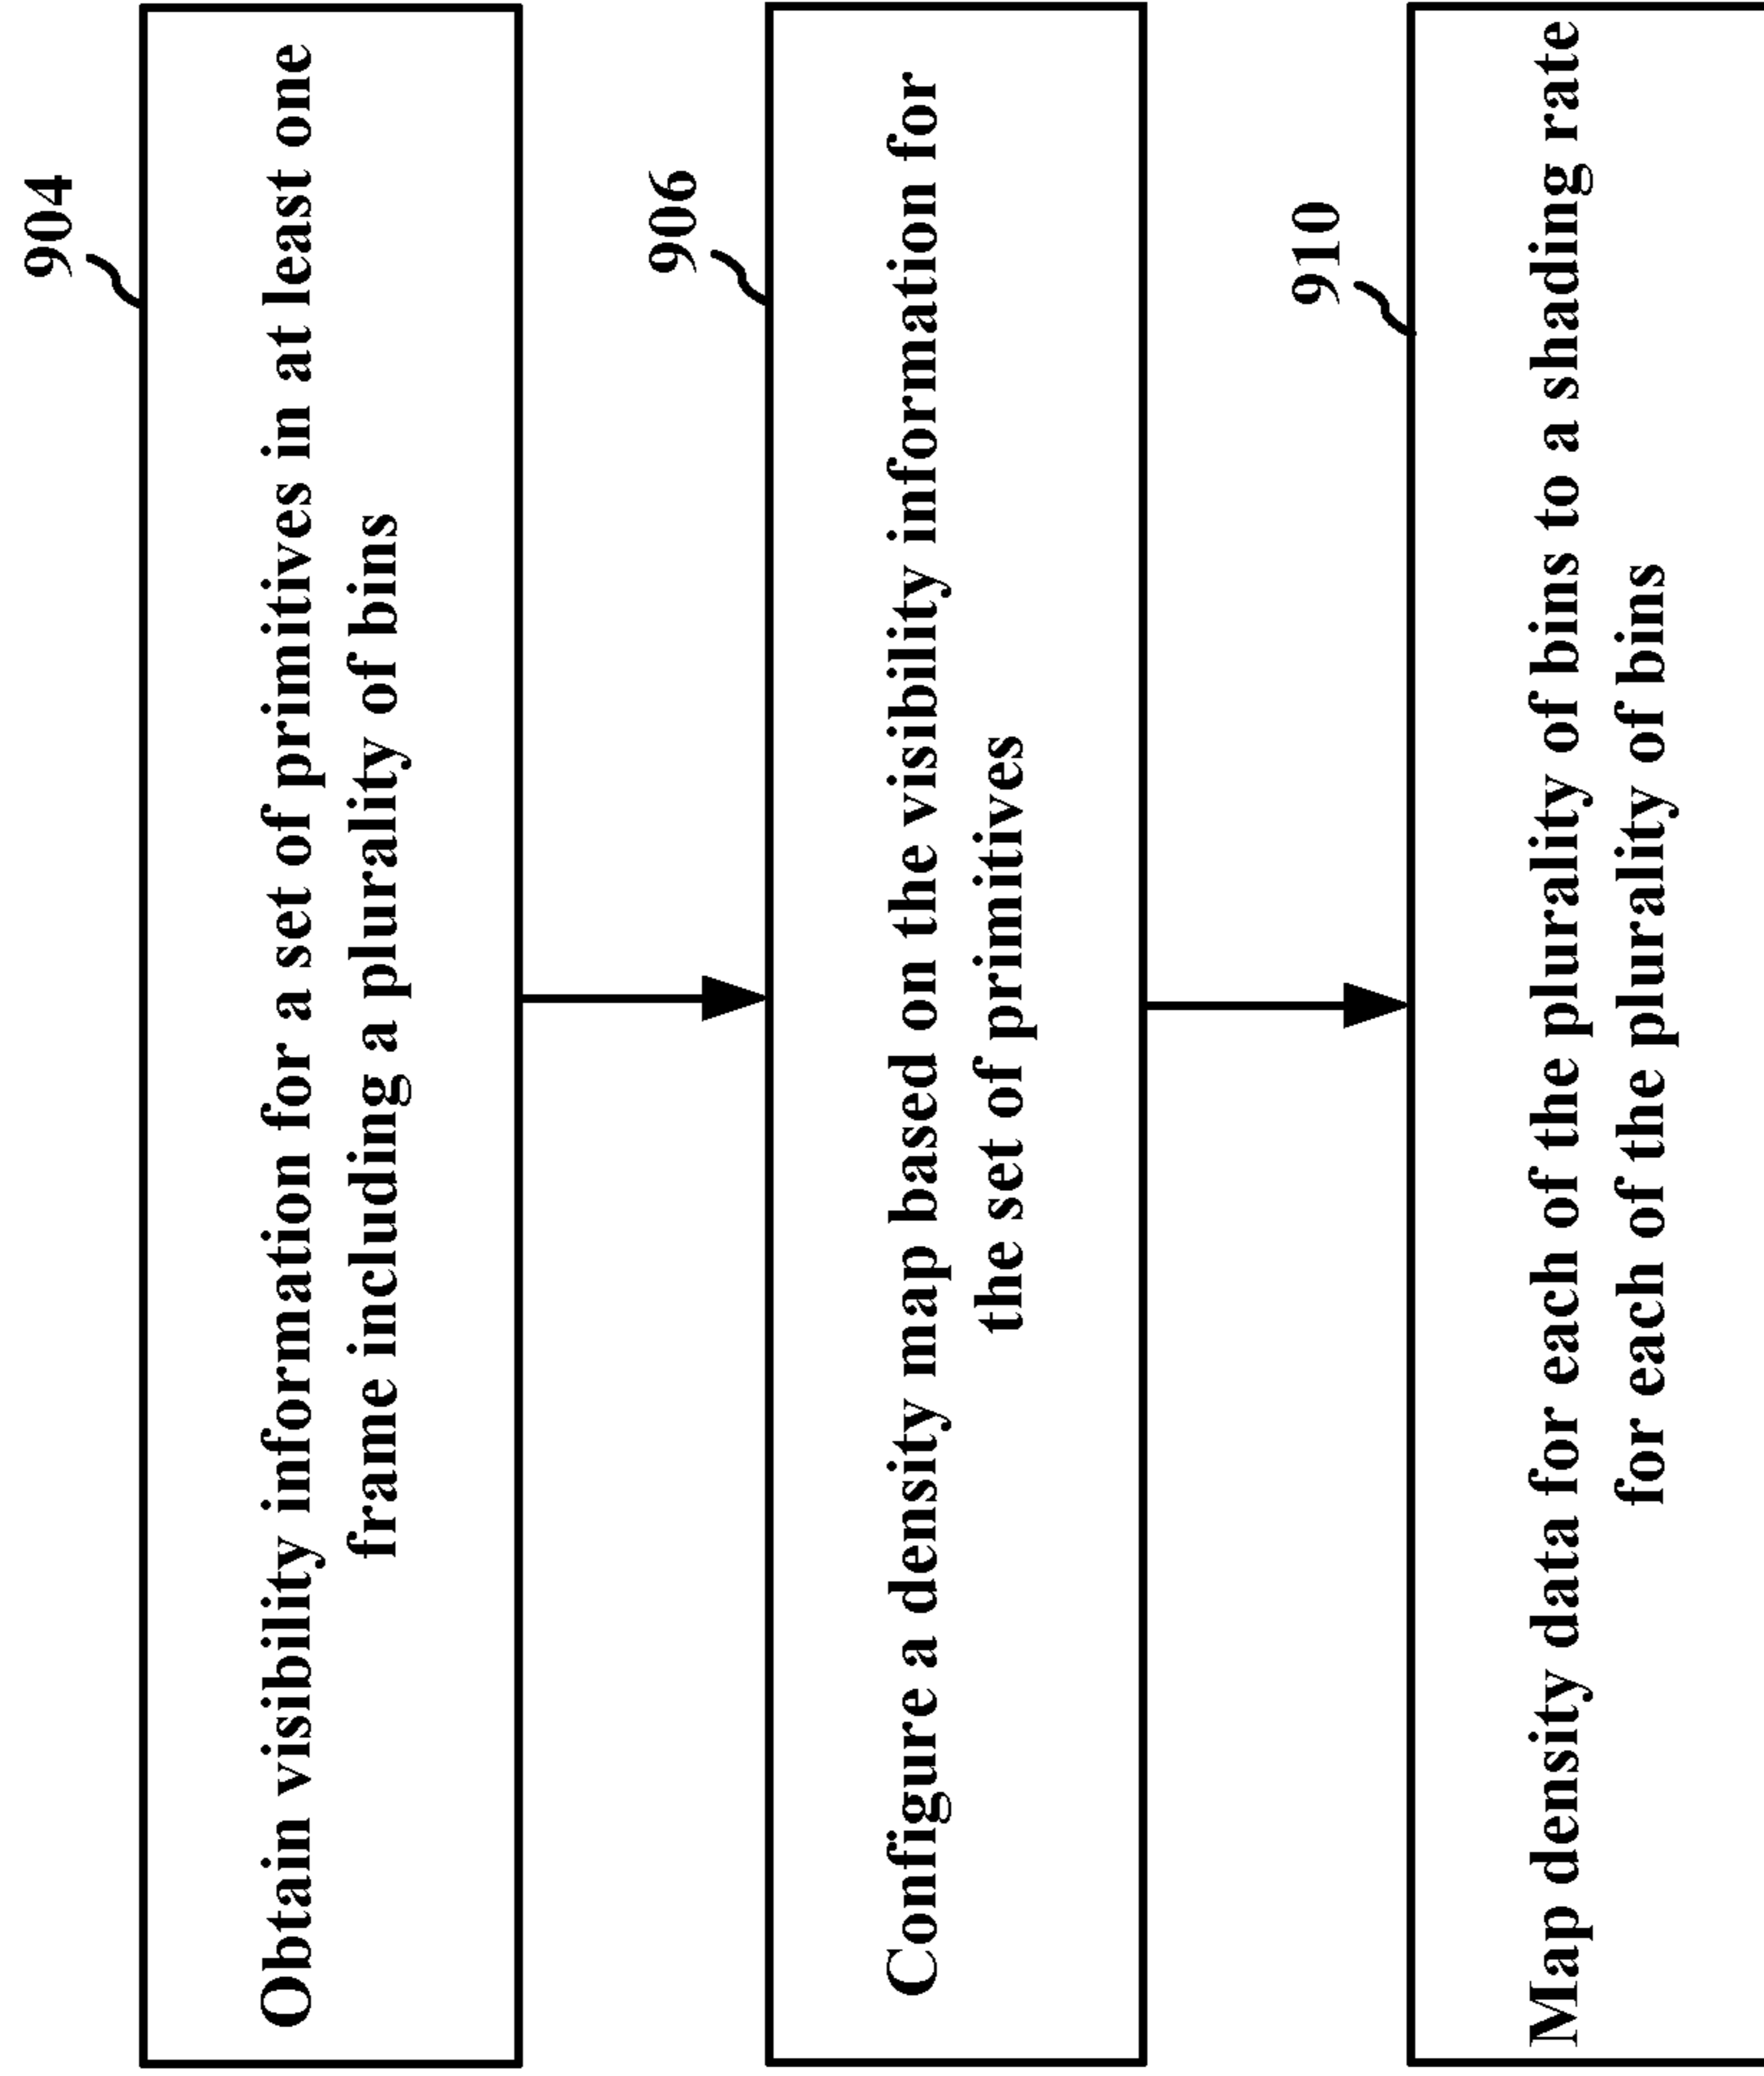 904
Obtain visibility information for a set of primitives in at least one
frame including a plurality of bins
906
Configure a density map based on the visibility information for
the set of primitives
910
Map density data for each of the plurality of bins to a shading rate
for each of the plurality of bins